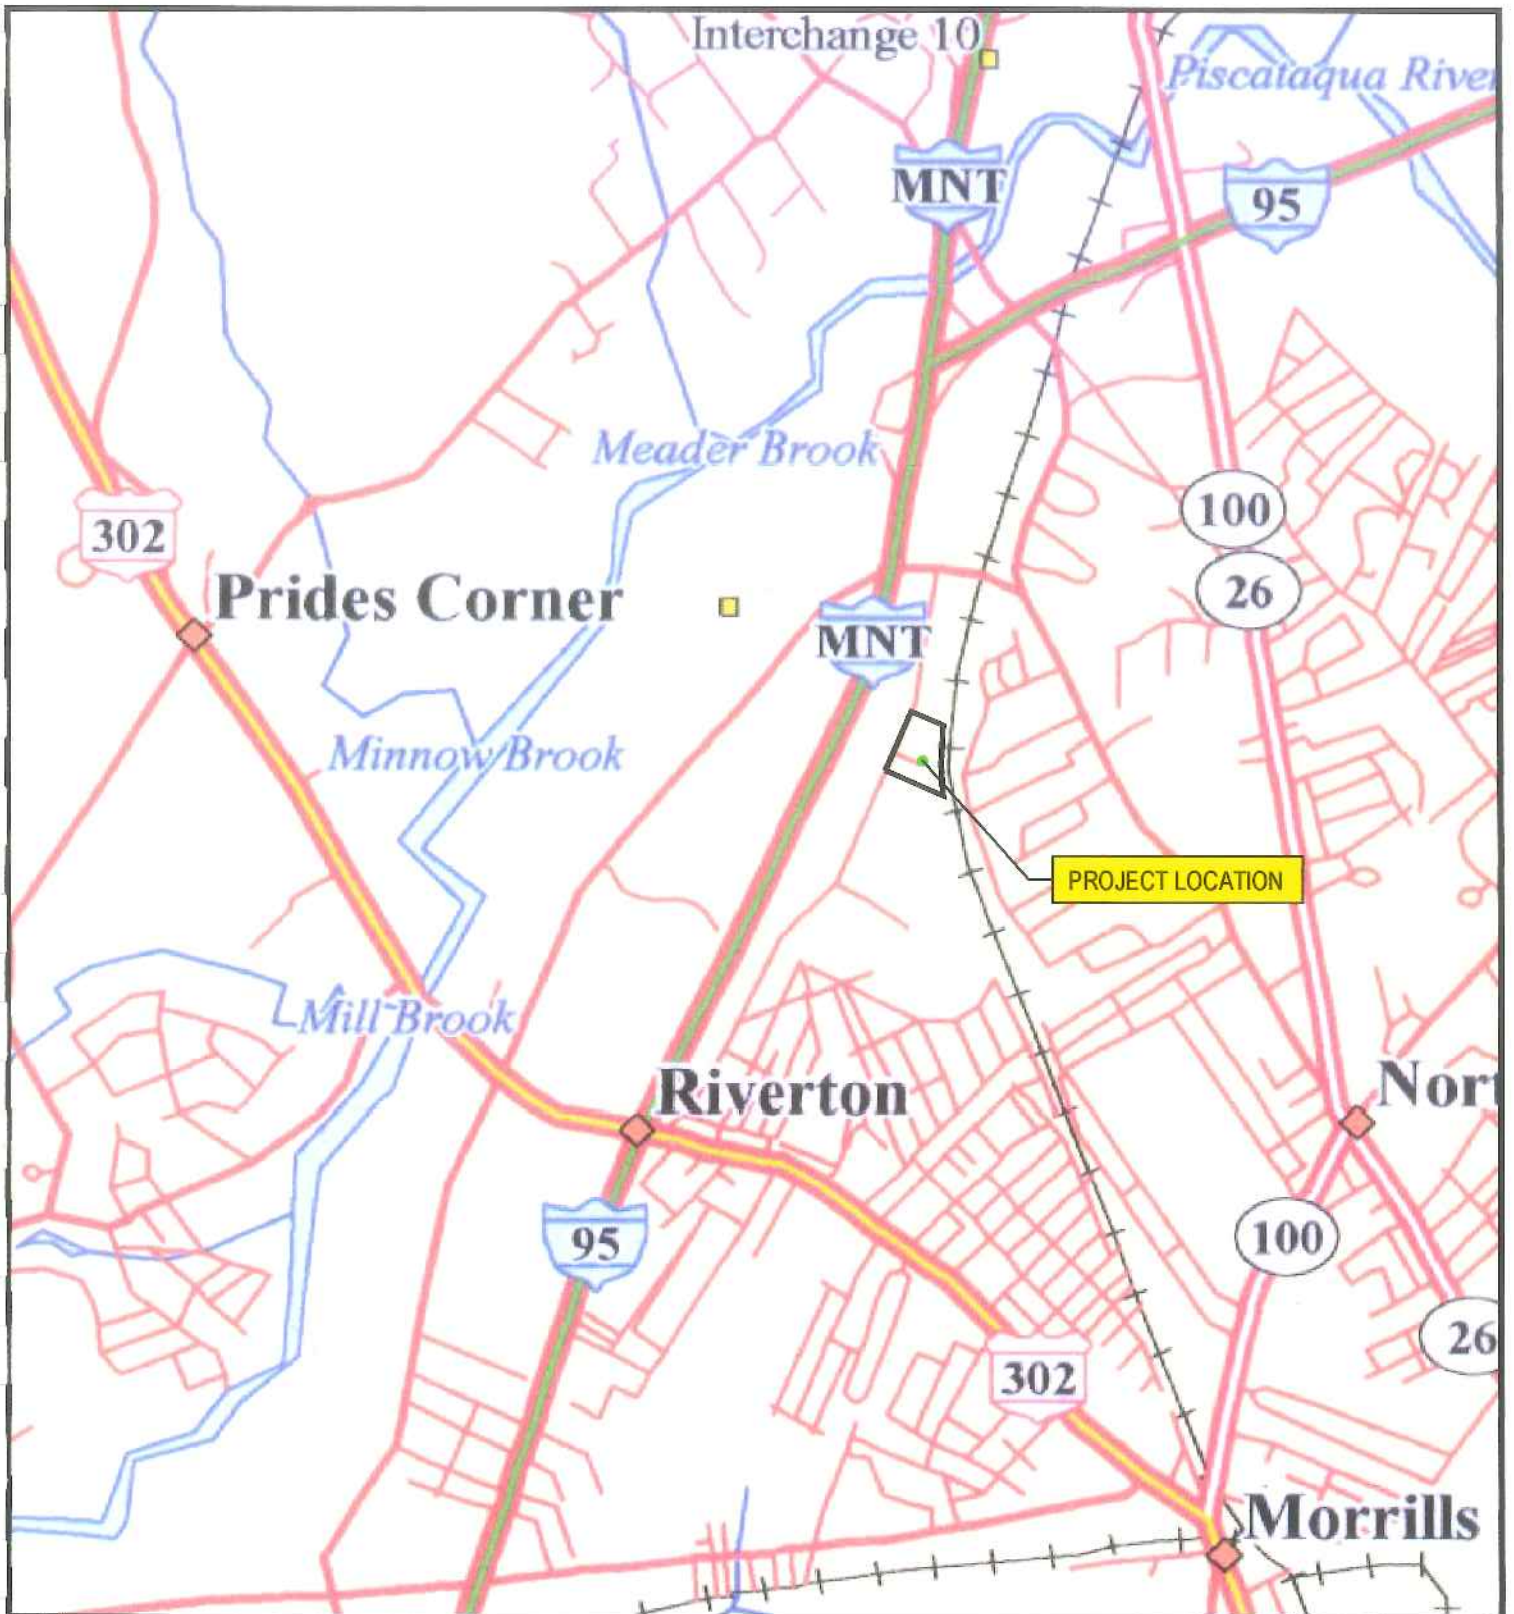 Interchange 10
Piscataqua River
MNT
95
Meader Brook
100
302
26
Prides Corner
MNT
Minnow Brook
PROJECT LOCATION
Mill Brook
Riverton
Nort
95
100
26
302
Morrills